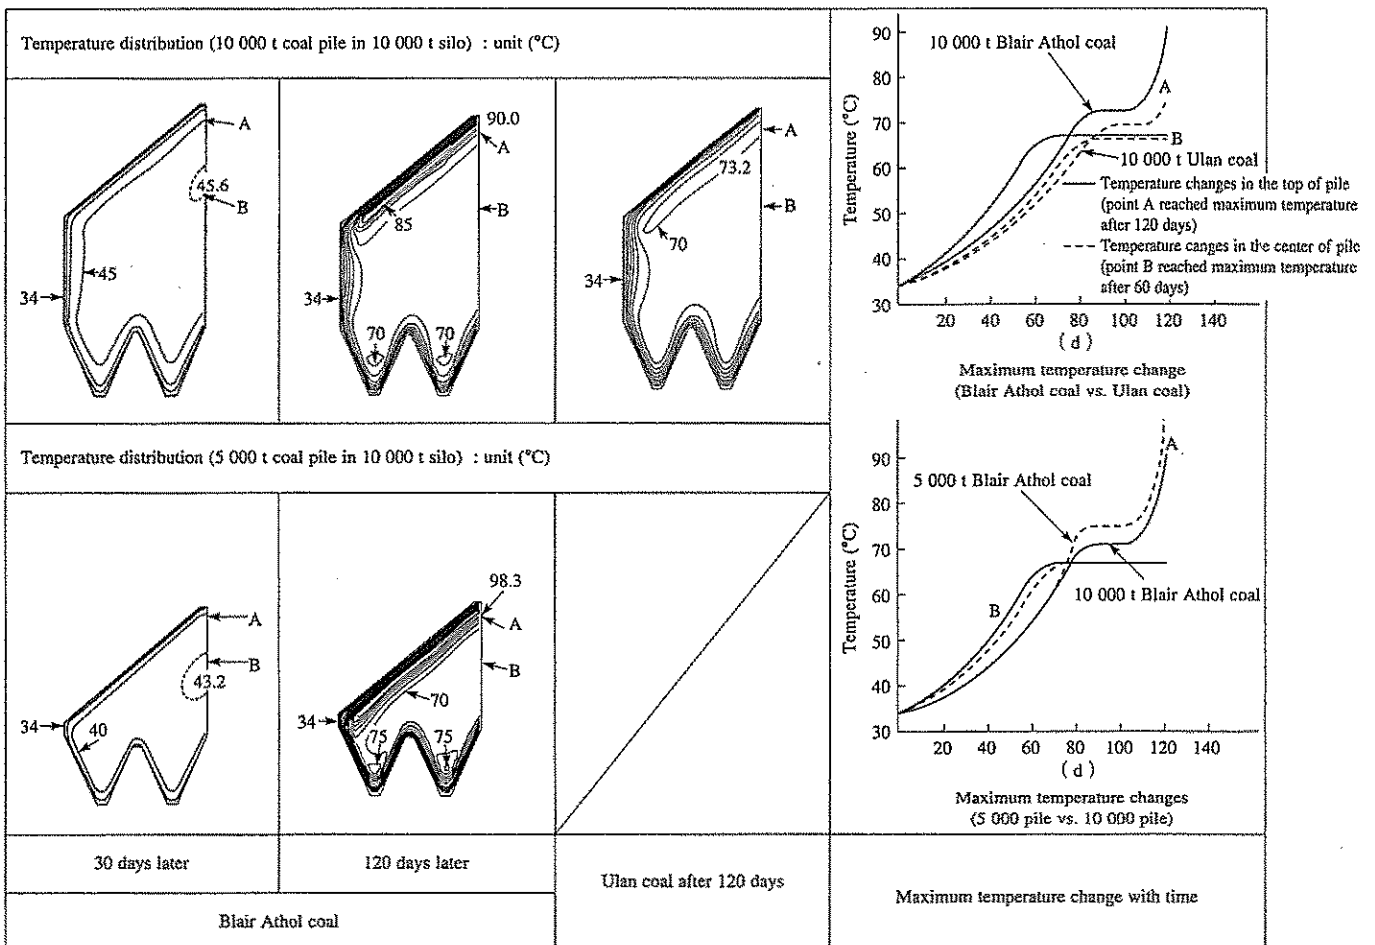 Temperature distribution (10 000 t coal pile in 10 000 t silo) : unit (°C)
A
45.6
B
45
34
90.0
A
B
85
34
70
70
A
73.2
B
70
34
90
80
70
60
50
40
30
Temperature (°C)
10 000 t Blair Athol coal
A
B
10 000 t Ulan coal
Temperature changes in the top of pile
(point A reached maximum temperature
after 120 days)
Temperature canges in the center of pile
(point B reached maximum temperature
after 60 days)
20 40 60 80 100 120 140
( d )
Maximum temperature change
(Blair Athol coal vs. Ulan coal)
Temperature distribution (5 000 t coal pile in 10 000 t silo) : unit (°C)
A
B
43.2
34
40
98.3
A
B
70
34
75
75
90
80
70
60
50
40
30
Temperature (°C)
A
5 000 t Blair Athol coal
10 000 t Blair Athol coal
B
20 40 60 80 100 120 140
( d )
Maximum temperature changes
(5 000 pile vs. 10 000 pile)
30 days later
120 days later
Blair Athol coal
Ulan coal after 120 days
Maximum temperature change with time